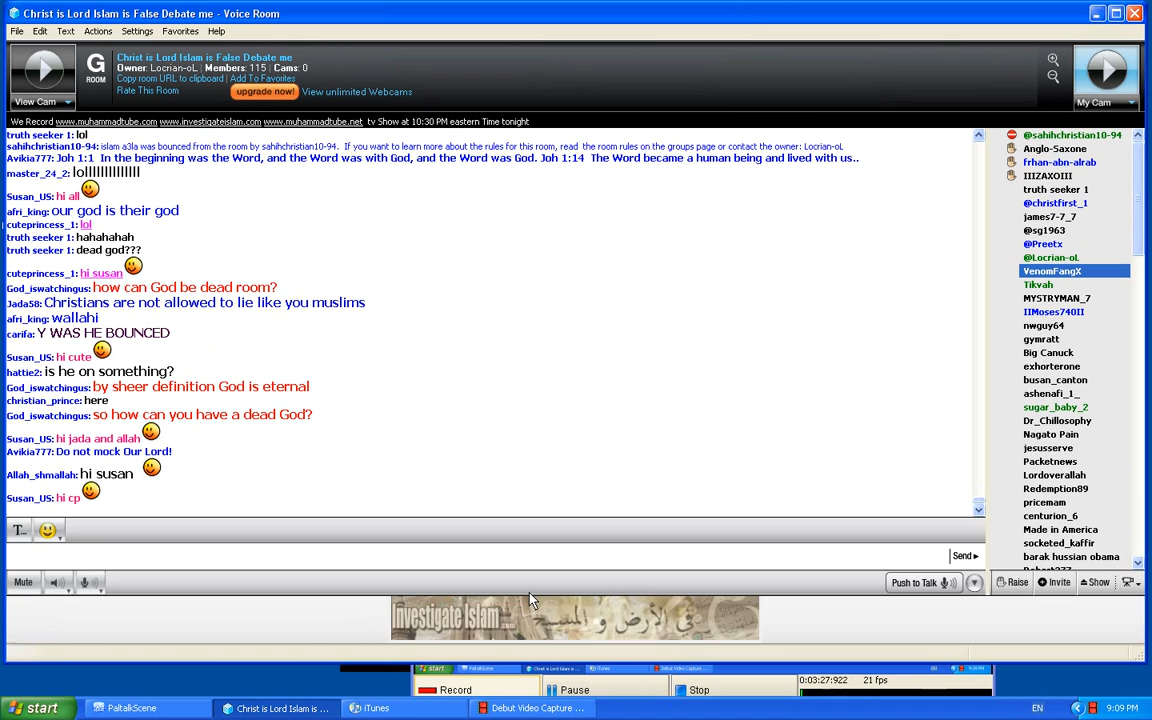 Christ is Lord Islam is False Debate me - Voice Room
File Edit Text Actions Settings Favorites Help
View Cam
G
ROOM
Christ is Lord Islam is False Debate me
Owner: Locrian-oL | Members: 115 | Cams: 0
Copy room URL to clipboard | Add To Favorites
Rate This Room
upgrade now! View unlimited Webcams
My Cam
We Record www.muhammadtube.com www.investigateislam.com www.muhammadtube.net tv Show at 10:30 PM eastern Time tonight
truth seeker 1: lol
sahihchristian10-94: islam a3la was bounced from the room by sahihchristian10-94. If you want to learn more about the rules for this room, read the room rules on the groups page or contact the owner: Locrian-oL
Avikia777: Joh 1:1 In the beginning was the Word, and the Word was with God, and the Word was God. Joh 1:14 The Word became a human being and lived with us..
master_24_2: lolllllllllllllll
Susan_US: hi all
afri_king: our god is their god
cuteprincess_1: lol
truth seeker 1: hahahahah
truth seeker 1: dead god???
cuteprincess_1: hi susan
God_iswatchingus: how can God be dead room?
Jada58: Christians are not allowed to lie like you muslims
afri_king: wallahi
carifa: Y WAS HE BOUNCED
Susan_US: hi cute
hattie2: is he on something?
God_iswatchingus: by sheer definition God is eternal
christian_prince: here
God_iswatchingus: so how can you have a dead God?
Susan_US: hi jada and allah
Avikia777: Do not mock Our Lord!
Allah_shmallah: hi susan
Susan_US: hi cp
@sahihchristian10-94
Anglo-Saxone
frhan-abn-alrab
IIIZAXOIII
truth seeker 1
@christfirst_1
james7-7_7
@sg1963
@Preetx
@Locrian-oL
VenomFangX
Tikvah
MYSTRYMAN_7
IIMoses740II
nwguy64
gymratt
Big Canuck
exhorterone
busan_canton
ashenafi_1_
sugar_baby_2
Dr_Chillosophy
Nagato Pain
jesusserve
Packetnews
Lordoverallah
Redemption89
pricemam
centurion_6
Made in America
socketed_kaffir
barak hussian obama
T...
Send
Mute
Push to Talk
Raise Invite Show
Investigate Islam
Record Pause Stop
0:03:27:922 21 fps
start PaltalkScene Christ is Lord Islam is ... iTunes Debut Video Capture ... EN 9:09 PM